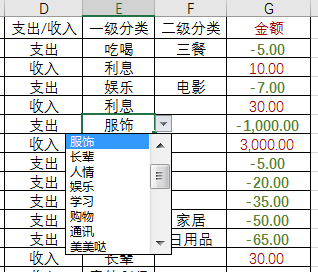 D E F G
支出/收入 一级分类 二级分类 金额
支出 吃喝 三餐 -5.00
收入 利息 10.00
支出 娱乐 电影 -7.00
收入 利息 30.00
支出 服饰 -1,000.00
收入 服饰 3,000.00
支出 长辈 -5.00
支出 人情 -20.00
支出 娱乐 -35.00
支出 学习 家居 -50.00
支出 购物 日用品 -65.00
收入 通讯 长辈 30.00
美美哒